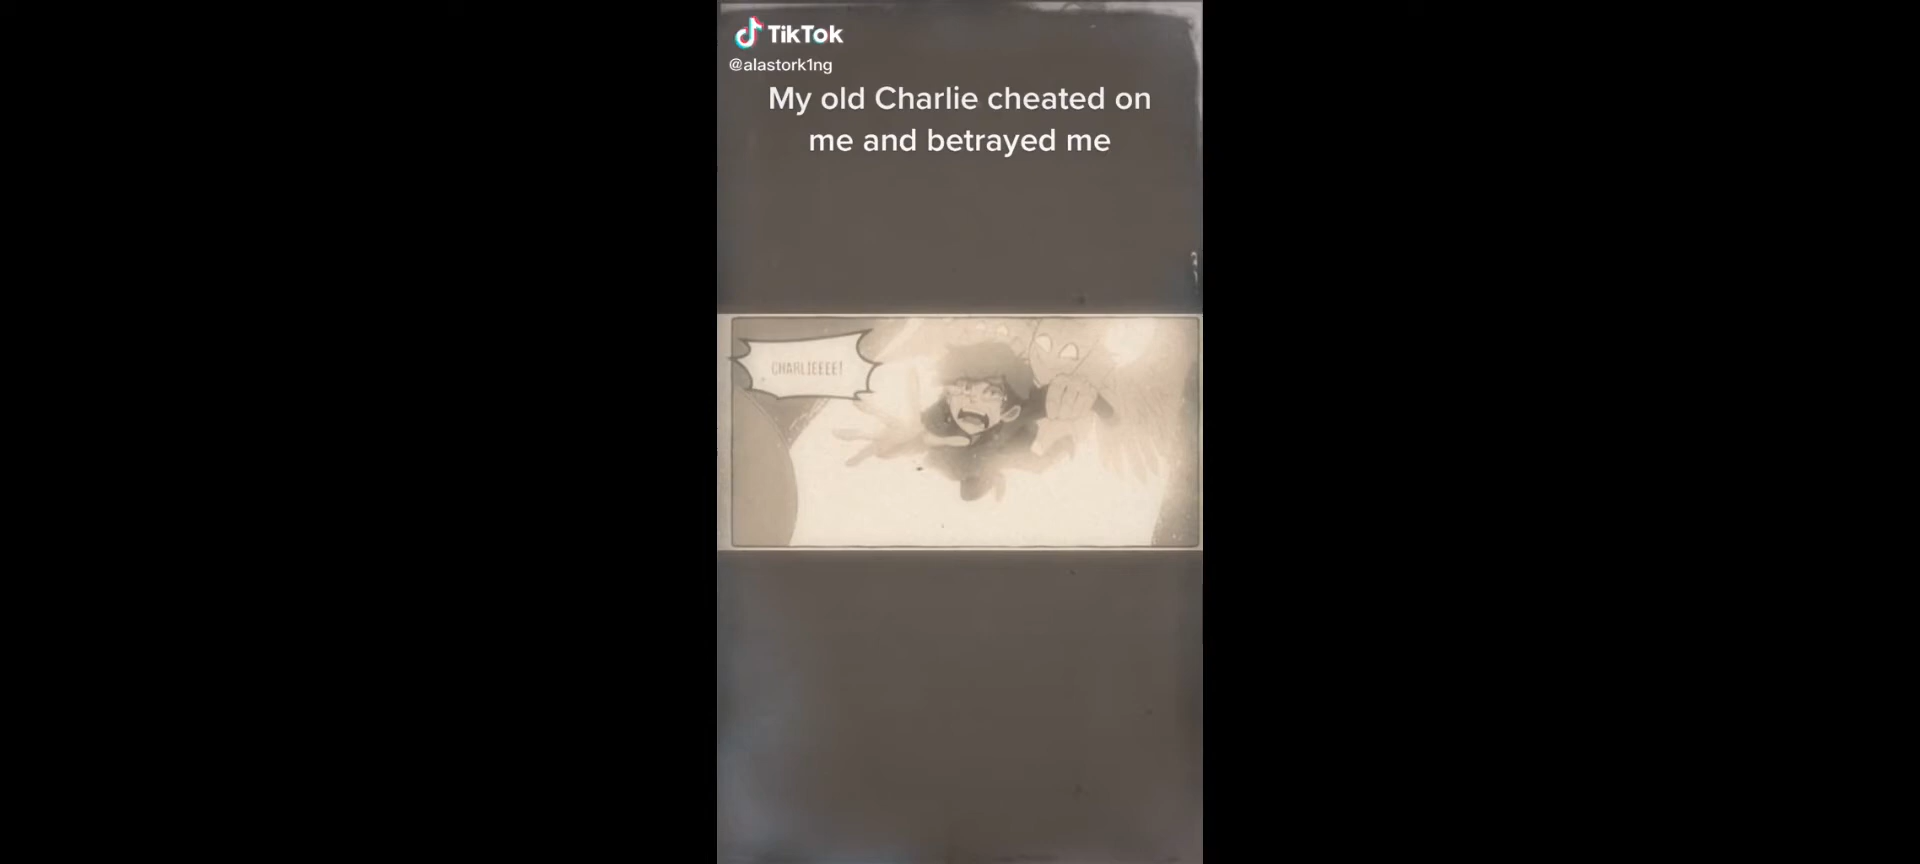 TikTok
@alastork1ng
My old Charlie cheated on
me and betrayed me
CHARLIEEEE!